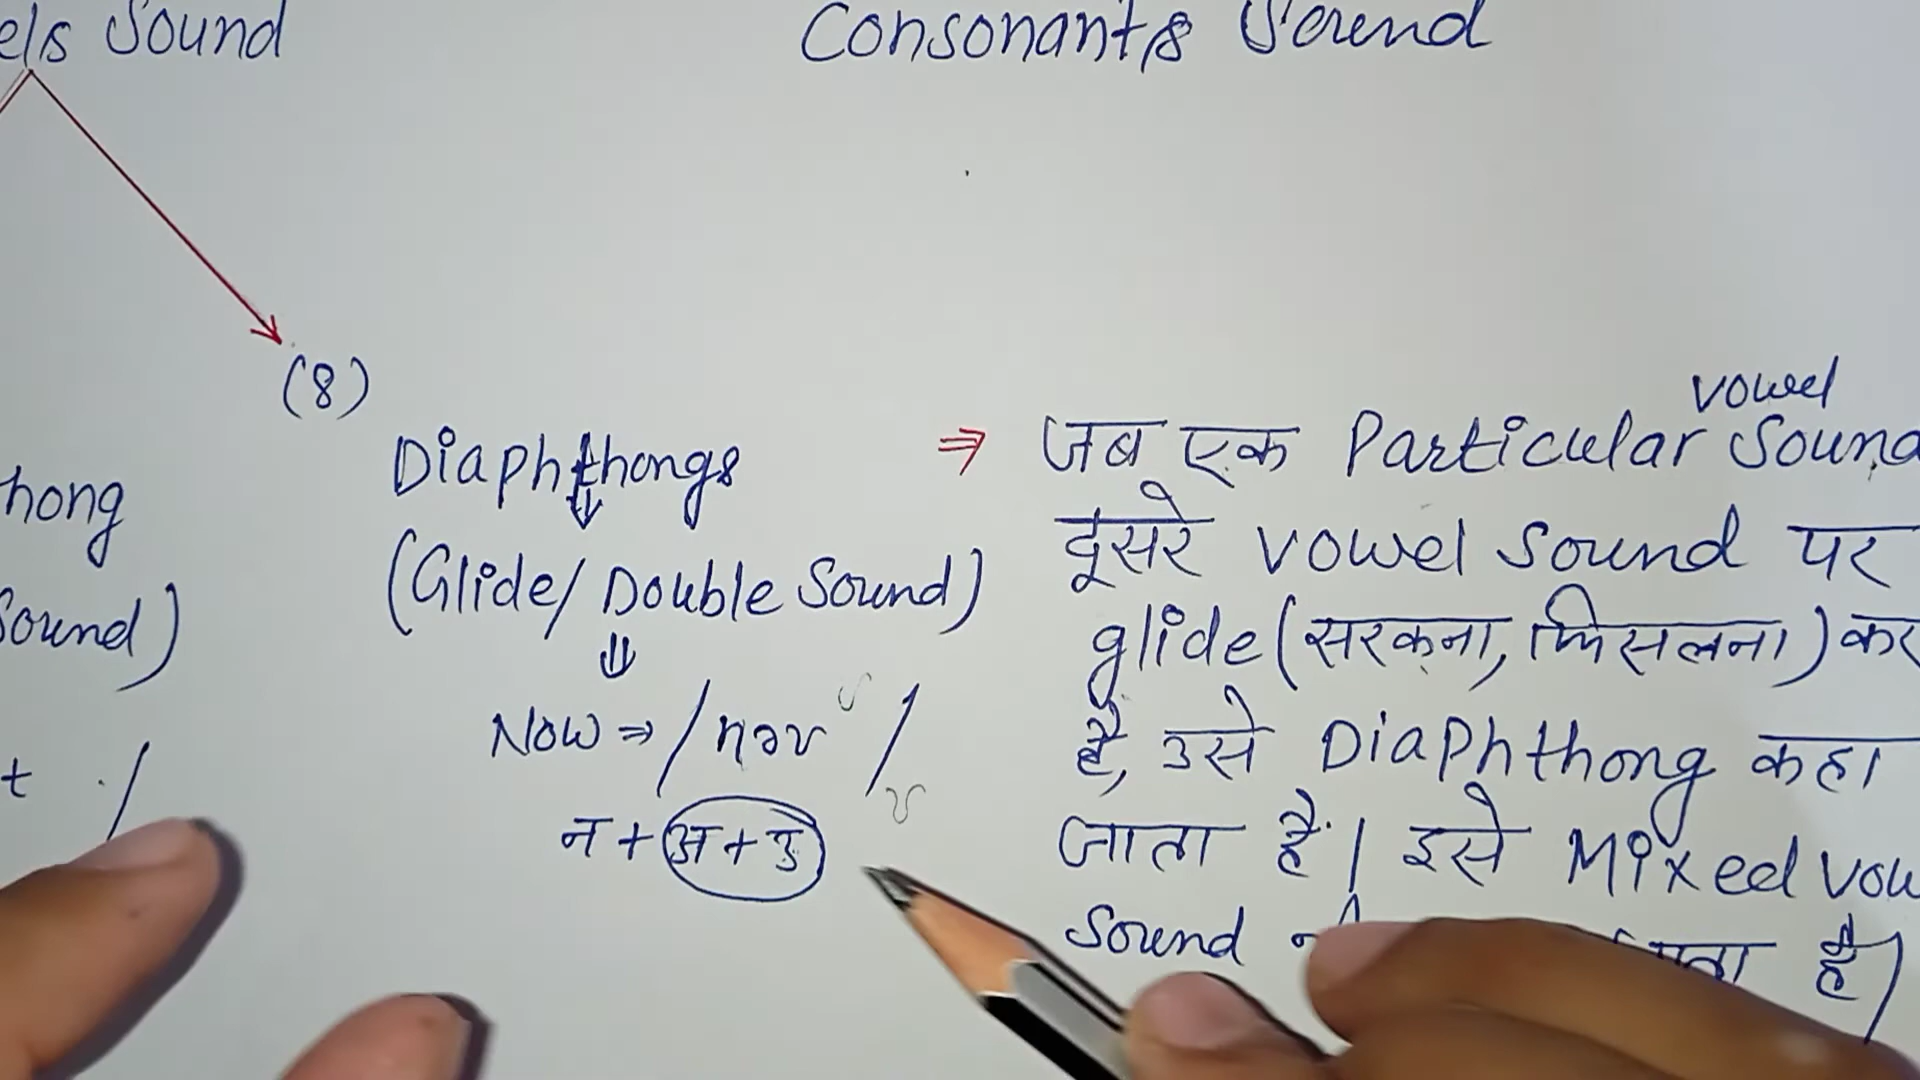 els Sound
Consonants Sound
(8)
Diaphthongs
(Glide/Double Sound)
Now ⇒ /nəʊ /
न + अ + उ
hong
Sound)
t /
⇒ जब एक Particular vowel Sound
दूसरे vowel Sound पर
glide (सरकना, फिसलना) कर
है, उसे Diaphthong कहा
जाता है। इसे Mixed vow
Sound है।